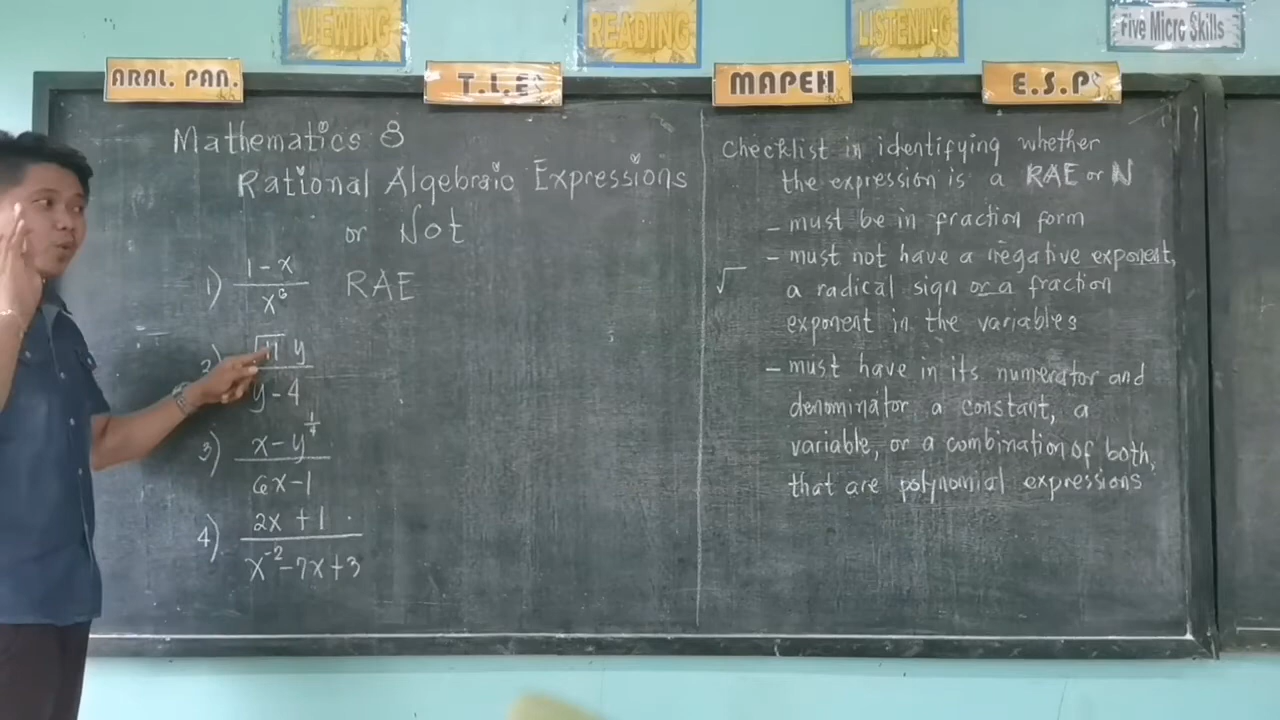 VIEWING
READING
LISTENING
Five Micro Skills
ARAL. PAN.
T.L.E
MAPEH
E.S.P
Mathematics 8
Rational Algebraic Expressions
or Not
1) (1-x)/x⁶ RAE
2) √11 y/(y-4)
3) (x-y^(1/4))/(6x-1)
4) (2x+1)/(x⁻²-7x+3)
Checklist in identifying whether
the expression is a RAE or N
- must be in fraction form
- must not have a negative exponent,
√ a radical sign or a fraction
exponent in the variables
- must have in its numerator and
denominator a constant, a
variable, or a combination of both,
that are polynomial expressions